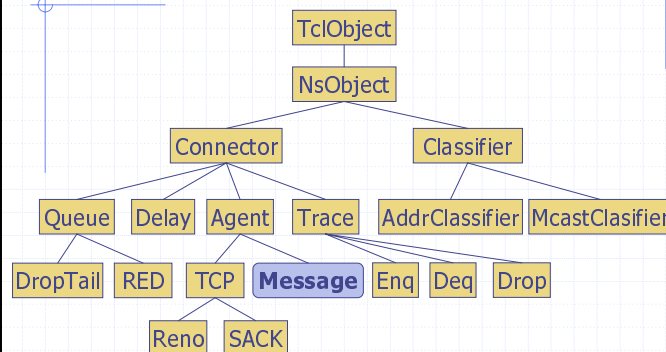 TclObject
NsObject
Connector Classifier
Queue Delay Agent Trace AddrClassifier McastClasifier
DropTail RED TCP Message Enq Deq Drop
Reno SACK